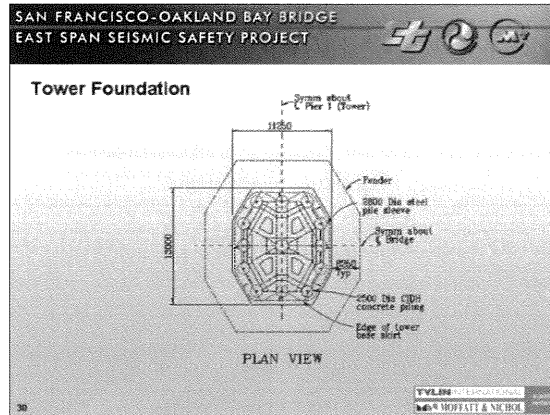 SAN FRANCISCO-OAKLAND BAY BRIDGE
EAST SPAN SEISMIC SAFETY PROJECT
Tower Foundation
Symm about
℄ Pier 1 (Tower)
11250
Fender
2800 Dia steel
pile sleeve
Symm about
℄ Bridge
13000
Typ
2500 Dia CIDH
concrete piling
Edge of tower
base skirt
PLAN VIEW
30
TYLIN INTERNATIONAL
MOFFATT & NICHOL